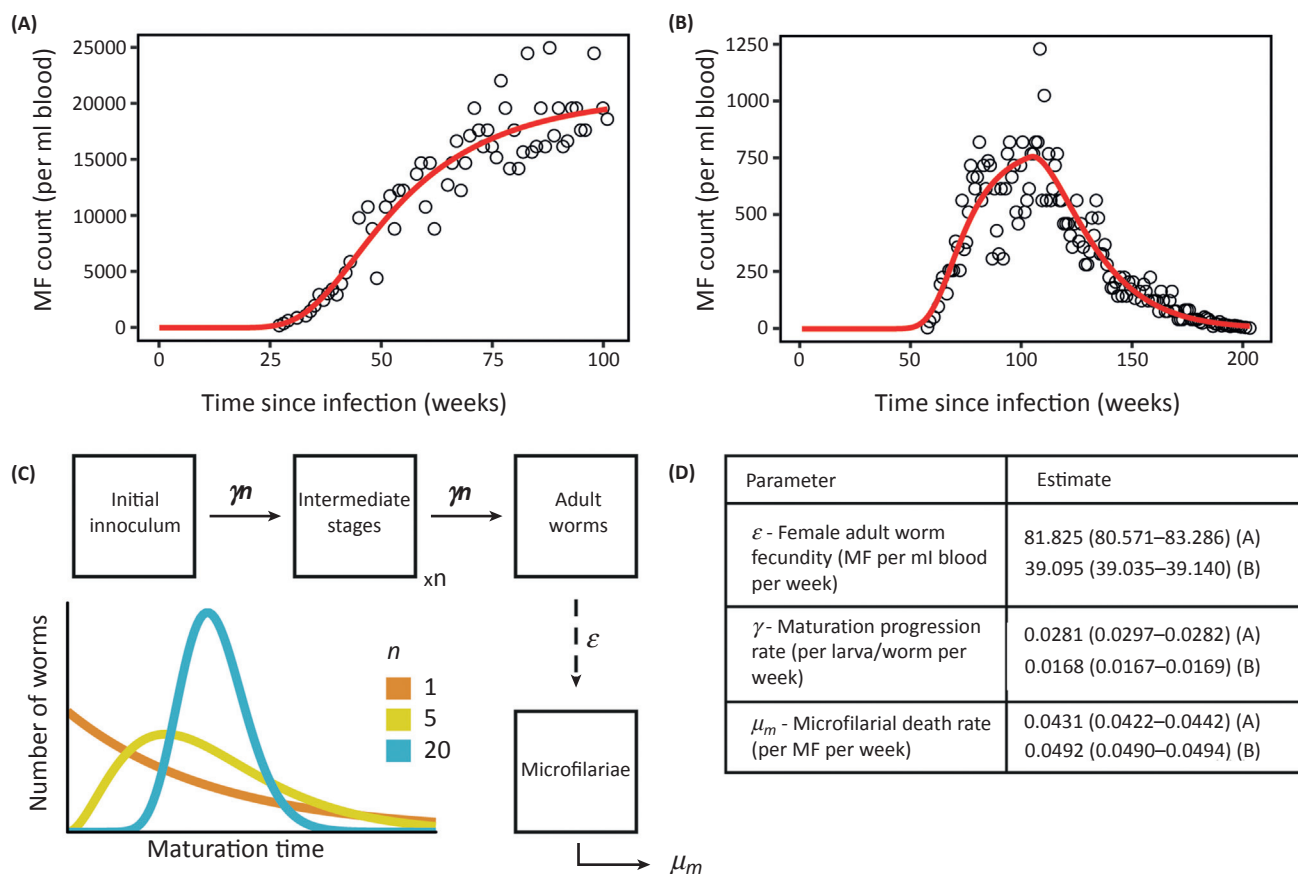 (A)
MF count (per ml blood)
25000
20000
15000
10000
5000
0
0
25
50
75
100
Time since infection (weeks)
(B)
MF count (per ml blood)
1250
1000
750
500
250
0
0
50
100
150
200
Time since infection (weeks)
(C)
Initial
innoculum
γn
Intermediate
stages
xn
γn
Adult
worms
ε
Microfilariae
μm
Number of worms
Maturation time
n
1
5
20
(D)
Parameter
Estimate
ε - Female adult worm
fecundity (MF per ml blood
per week)
81.825 (80.571–83.286) (A)
39.095 (39.035–39.140) (B)
γ- Maturation progression
rate (per larva/worm per
week)
0.0281 (0.0297–0.0282) (A)
0.0168 (0.0167–0.0169) (B)
μm - Microfilarial death rate
(per MF per week)
0.0431 (0.0422–0.0442) (A)
0.0492 (0.0490–0.0494) (B)